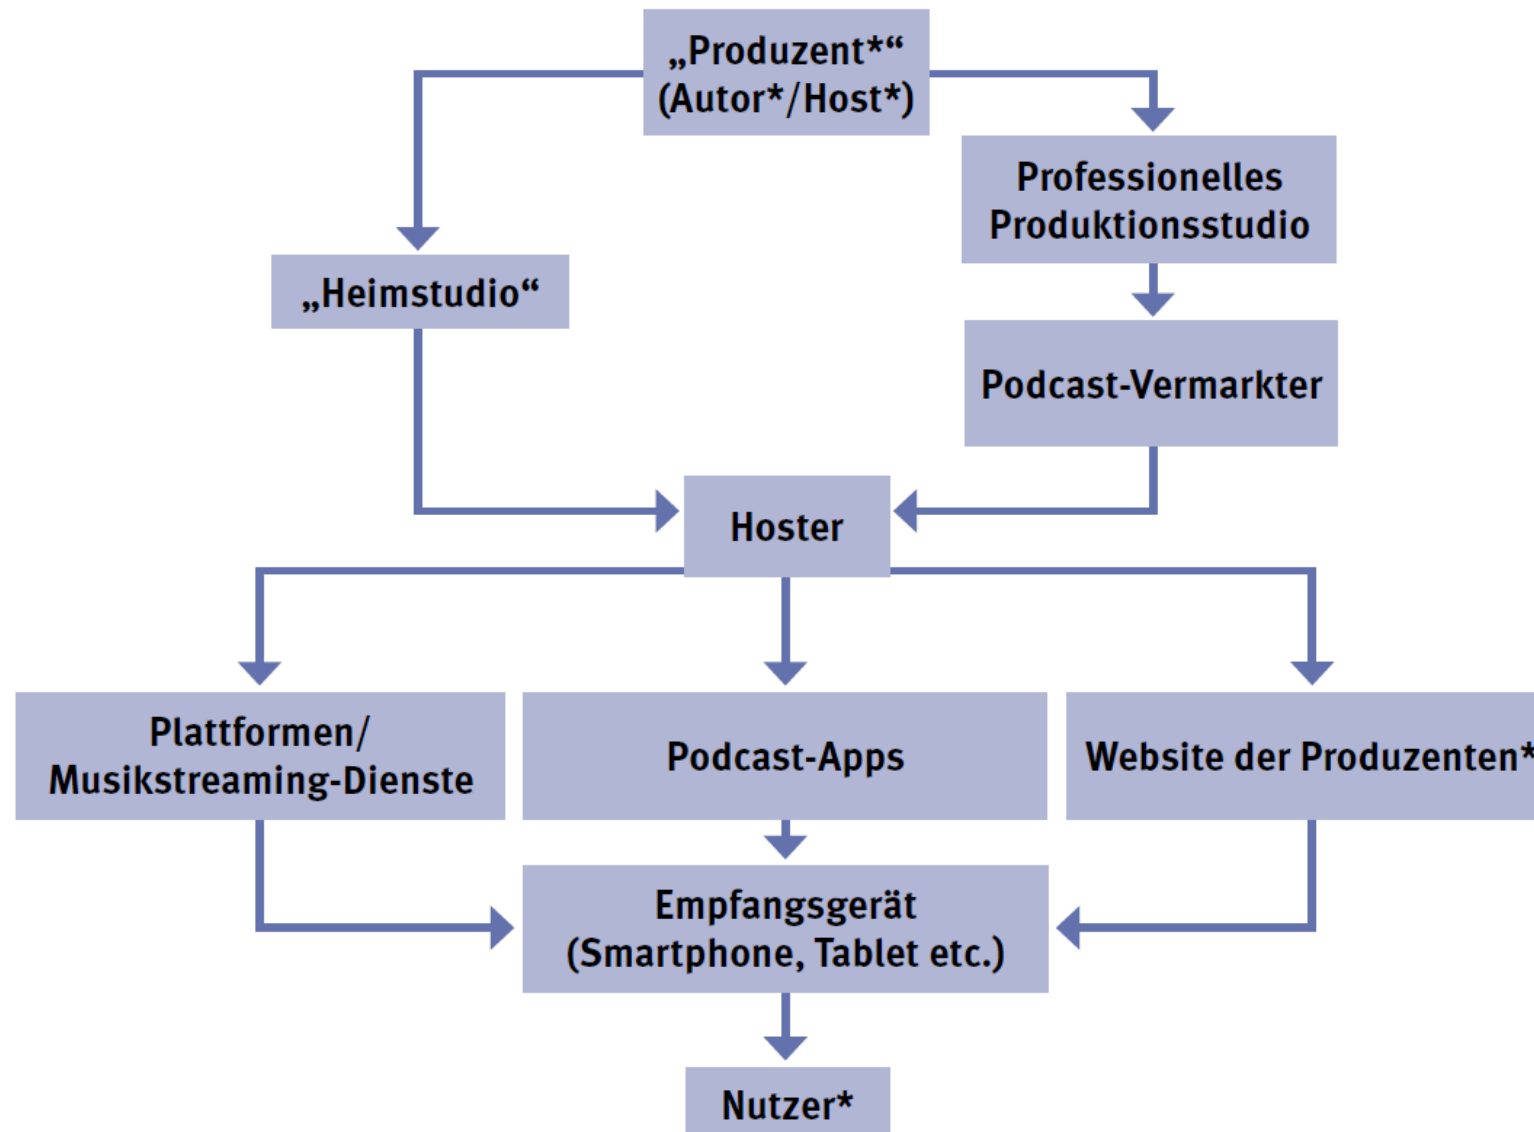 „Produzent*“
(Autor*/Host*)
Professionelles
Produktionsstudio
„Heimstudio“
Podcast-Vermarkter
Hoster
Plattformen/
Musikstreaming-Dienste
Podcast-Apps
Website der Produzenten*
Empfangsgerät
(Smartphone, Tablet etc.)
Nutzer*